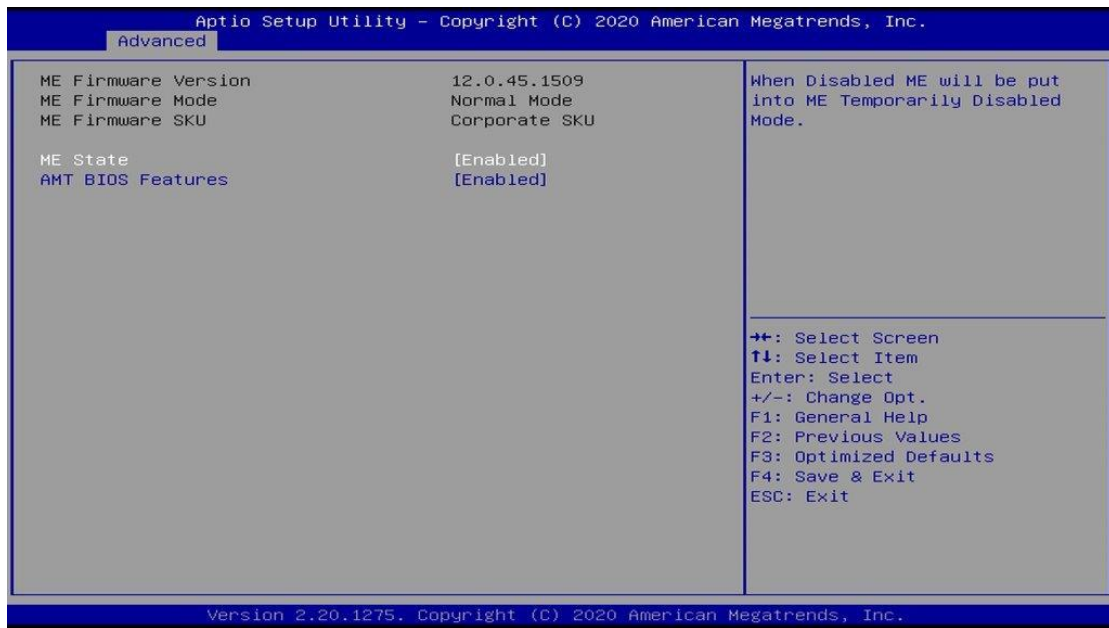 Aptio Setup Utility – Copyright (C) 2020 American Megatrends, Inc.
Advanced
ME Firmware Version 12.0.45.1509
ME Firmware Mode Normal Mode
ME Firmware SKU Corporate SKU
ME State [Enabled]
AMT BIOS Features [Enabled]
When Disabled ME will be put
into ME Temporarily Disabled
Mode.
→←: Select Screen
↑↓: Select Item
Enter: Select
+/-: Change Opt.
F1: General Help
F2: Previous Values
F3: Optimized Defaults
F4: Save & Exit
ESC: Exit
Version 2.20.1275. Copyright (C) 2020 American Megatrends, Inc.